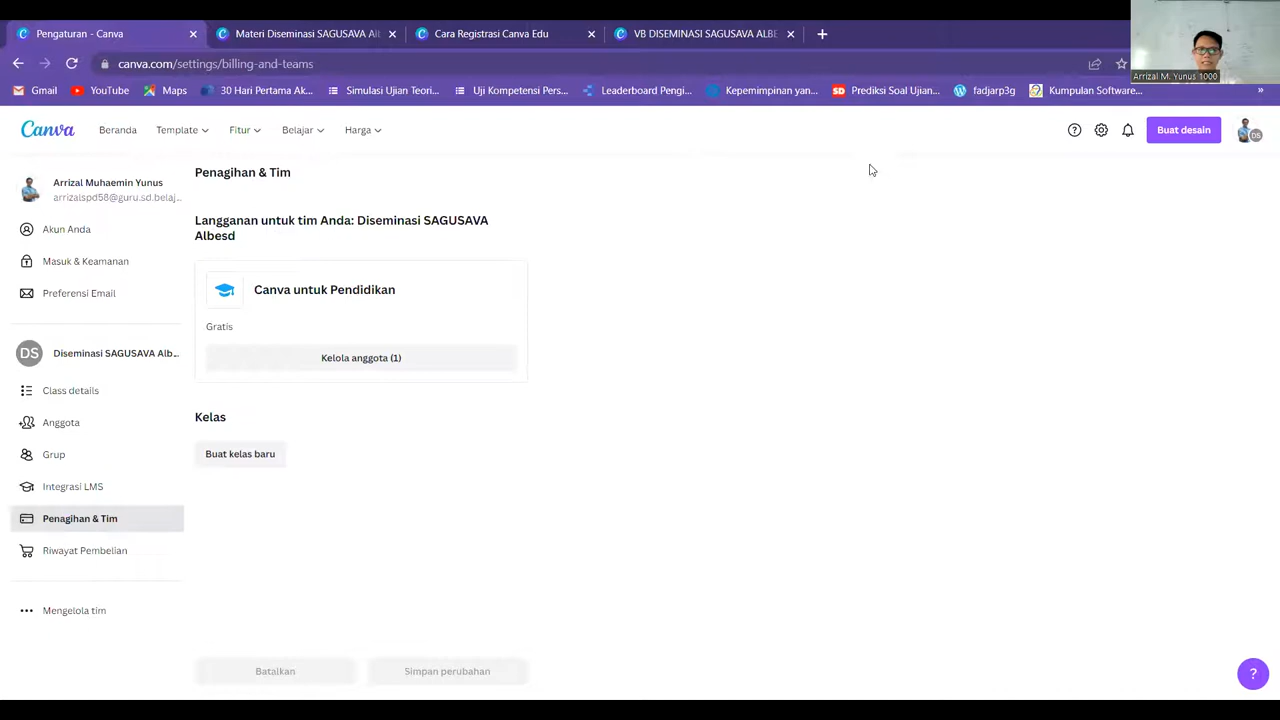 Pengaturan - Canva
Materi Diseminasi SAGUSAVA Alb
Cara Registrasi Canva Edu
VB DISEMINASI SAGUSAVA ALBE
canva.com/settings/billing-and-teams
Arrizal M. Yunus 1000
Gmail
YouTube
Maps
30 Hari Pertama Ak...
Simulasi Ujian Teori...
Uji Kompetensi Pers...
Leaderboard Pengi...
Kepemimpinan yan...
SD Prediksi Soal Ujian...
fadjarp3g
Kumpulan Software...
»
Canva
Beranda
Template
Fitur
Belajar
Harga
Buat desain
DS
Arrizal Muhaemin Yunus
arrizalspd58@guru.sd.belaj...
Akun Anda
Masuk & Keamanan
Preferensi Email
DS
Diseminasi SAGUSAVA Alb...
Class details
Anggota
Grup
Integrasi LMS
Penagihan & Tim
Riwayat Pembelian
Mengelola tim
Penagihan & Tim
Langganan untuk tim Anda: Diseminasi SAGUSAVA
Albesd
Canva untuk Pendidikan
Gratis
Kelola anggota (1)
Kelas
Buat kelas baru
Batalkan
Simpan perubahan
?